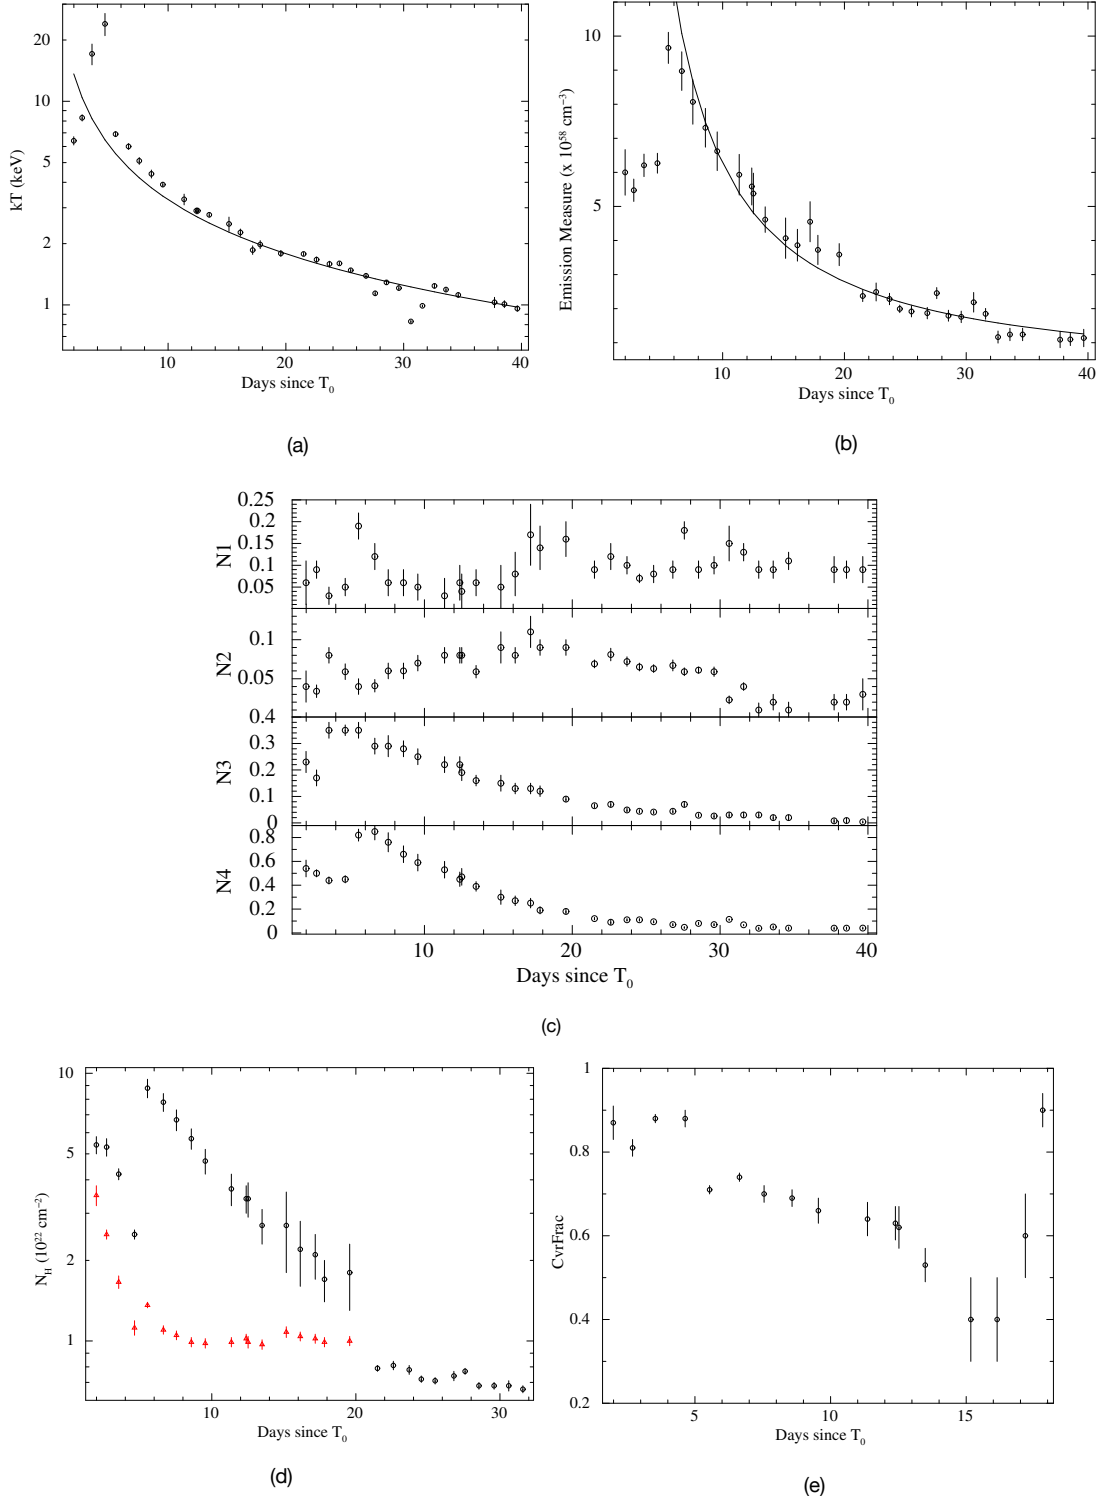 20
10
5
2
1
kT (keV)
10
20
30
40
Days since T₀
(a)
10
5
Emission Measure (x 10⁵⁸ cm⁻³)
10
20
30
40
Days since T₀
(b)
0.25
0.2
0.15
0.1
0.05
N1
0.1
0.05
N2
0.4
0.3
0.2
0.1
0
N3
0.8
0.6
0.4
0.2
0
N4
10
20
30
40
Days since T₀
(c)
10
5
2
1
N_H (10²² cm⁻²)
10
20
30
Days since T₀
(d)
1
0.8
0.6
0.4
0.2
CvrFrac
5
10
15
Days since T₀
(e)